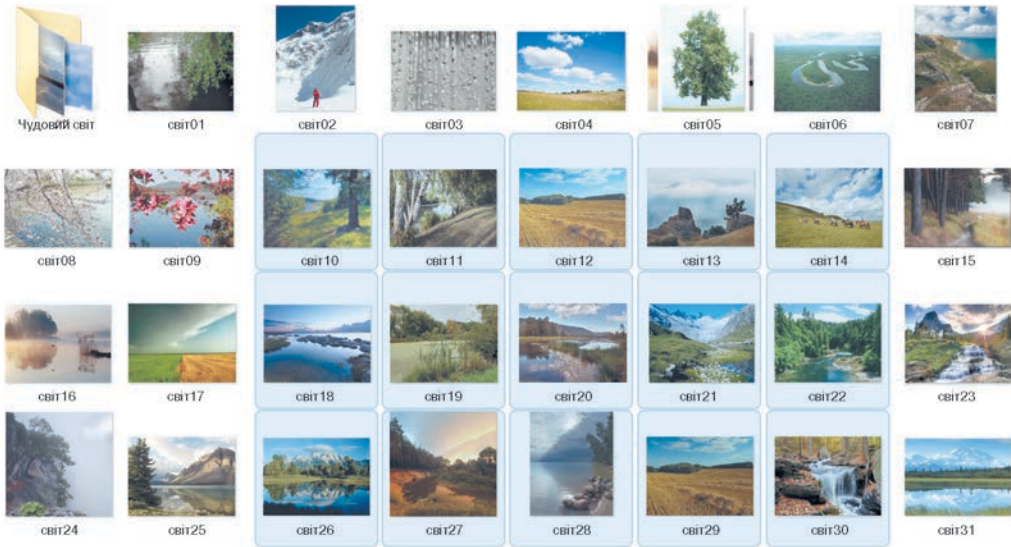 Чудовий світ світ01 світ02 світ03 світ04 світ05 світ06 світ07
світ08 світ09 світ10 світ11 світ12 світ13 світ14 світ15
світ16 світ17 світ18 світ19 світ20 світ21 світ22 світ23
світ24 світ25 світ26 світ27 світ28 світ29 світ30 світ31